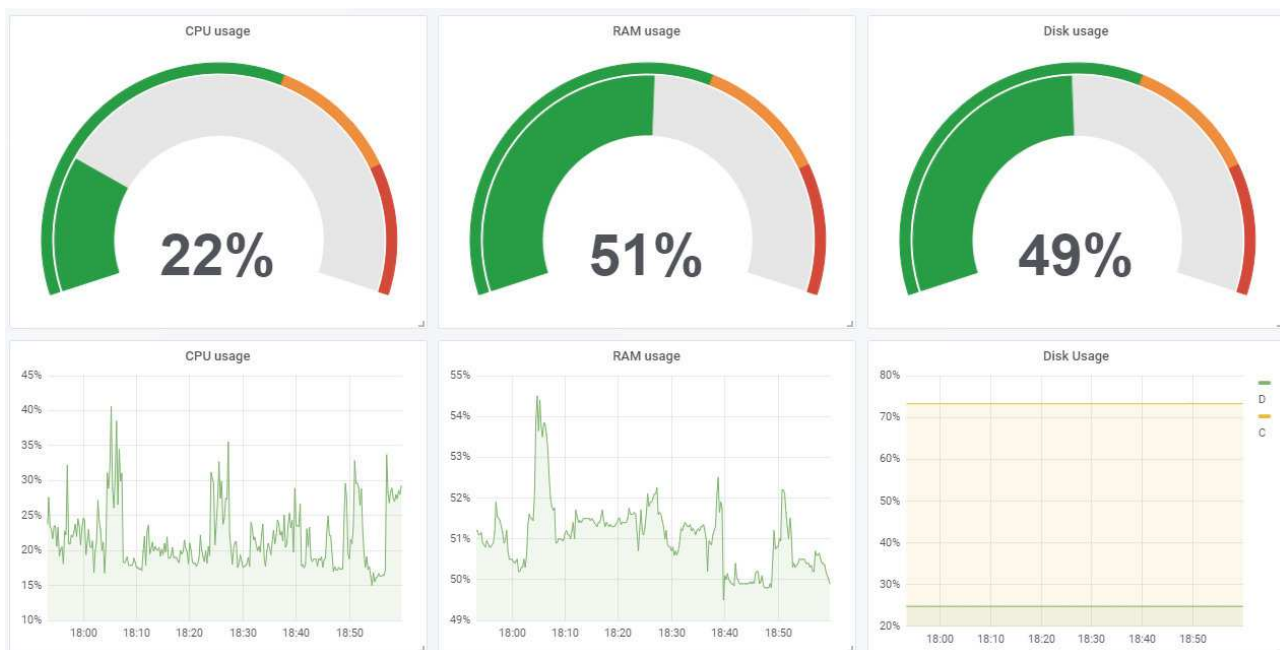 CPU usage
RAM usage
Disk usage
22%
51%
49%
CPU usage
45%
40%
35%
30%
25%
20%
15%
10%
18:00 18:10 18:20 18:30 18:40 18:50
RAM usage
55%
54%
53%
52%
51%
50%
49%
18:00 18:10 18:20 18:30 18:40 18:50
Disk Usage
80%
70%
60%
50%
40%
30%
20%
18:00 18:10 18:20 18:30 18:40 18:50
D
C